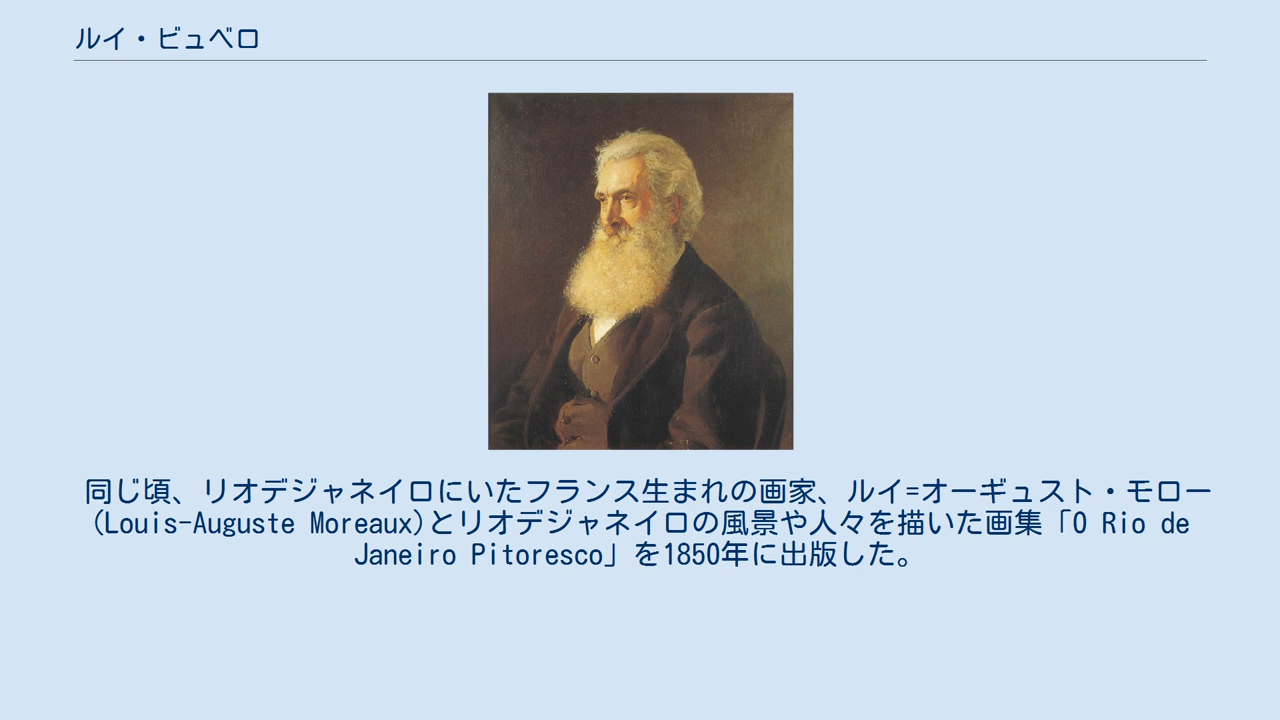 ルイ・ビュベロ
同じ頃、リオデジャネイロにいたフランス生まれの画家、ルイ=オーギュスト・モロー
(Louis-Auguste Moreaux)とリオデジャネイロの風景や人々を描いた画集「O Rio de
Janeiro Pitoresco」を1850年に出版した。